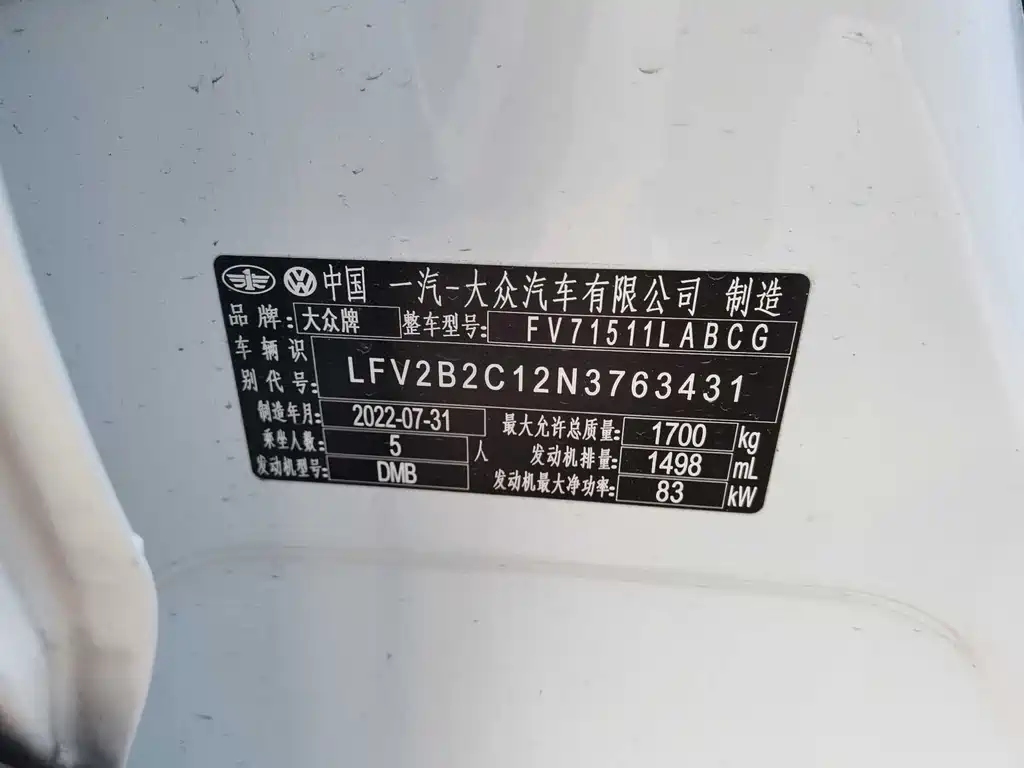 中国 一汽-大众汽车有限公司 制造
品牌: 大众牌 整车型号: FV71511LABCG
车辆识别代号: LFV2B2C12N3763431
制造年月: 2022-07-31 最大允许总质量: 1700 kg
乘坐人数: 5 人 发动机排量: 1498 mL
发动机型号: DMB 发动机最大净功率: 83 kW